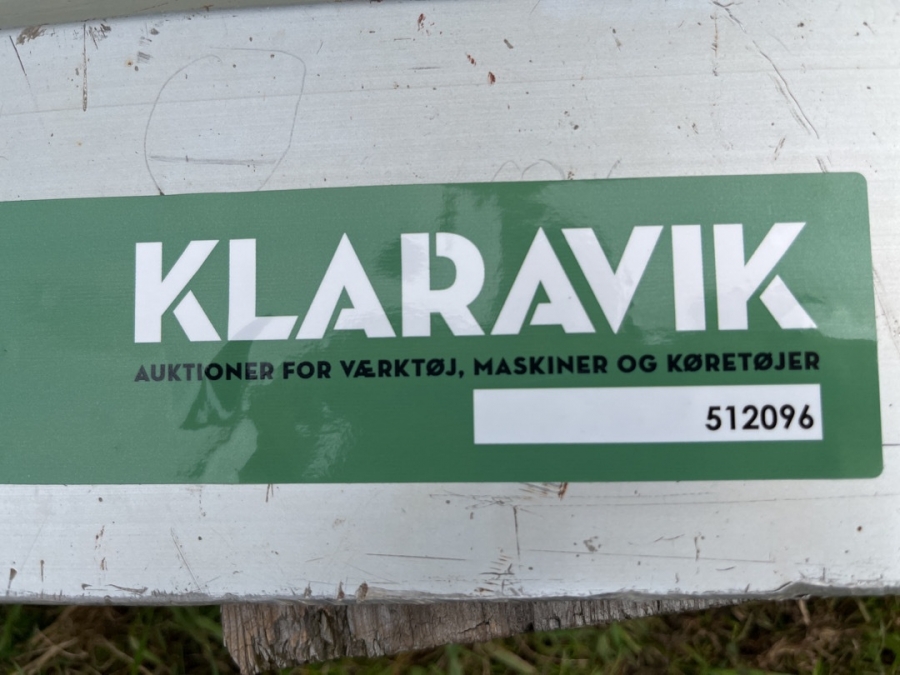 KLARAVIK
AUKTIONER FOR VÆRKTØJ, MASKINER OG KØRETØJER
512096